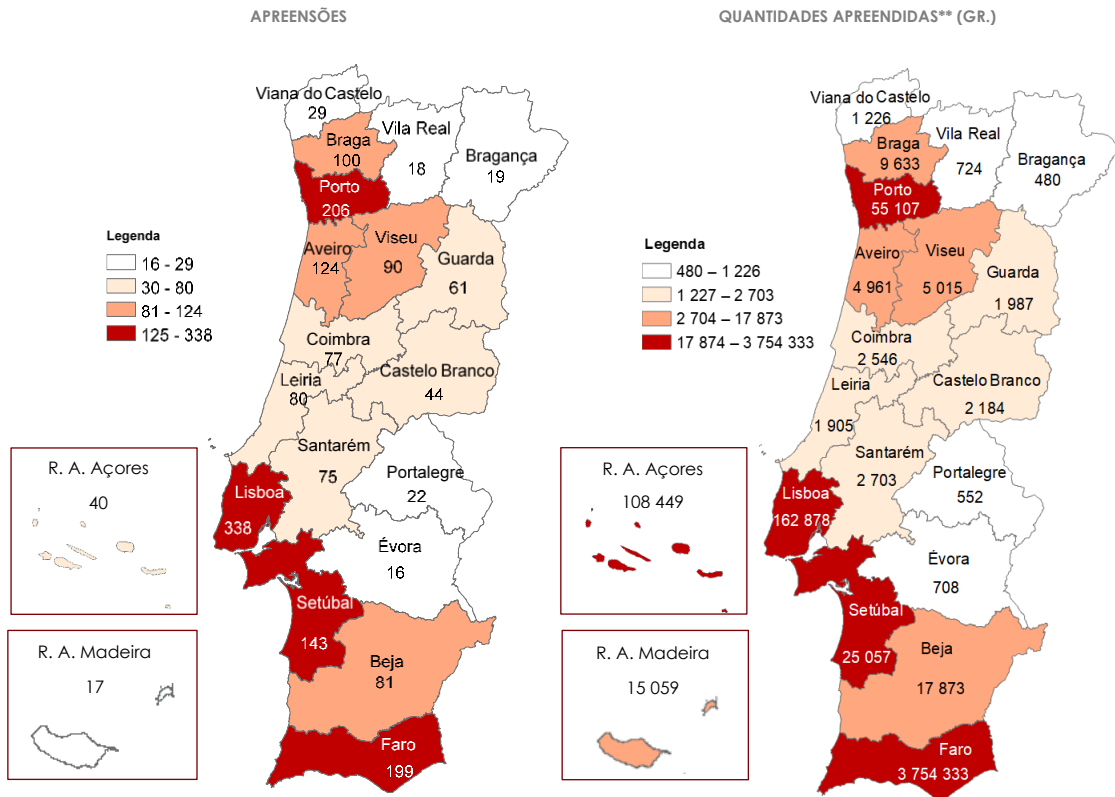 APREENSÕES
Viana do Castelo
29
Braga
100
Vila Real
18
Bragança
19
Porto
206
Aveiro
124
Viseu
90
Guarda
61
Legenda
16 - 29
30 - 80
81 - 124
125 - 338
Coimbra
77
Leiria
80
Castelo Branco
44
Santarém
75
Portalegre
22
Lisboa
338
Évora
16
Setúbal
143
Beja
81
Faro
199
R. A. Açores
40
R. A. Madeira
17
QUANTIDADES APREENDIDAS** (GR.)
Viana do Castelo
1 226
Braga
9 633
Vila Real
724
Bragança
480
Porto
55 107
Aveiro
4 961
Viseu
5 015
Guarda
1 987
Legenda
480 – 1 226
1 227 – 2 703
2 704 – 17 873
17 874 – 3 754 333
Coimbra
2 546
Leiria
1 905
Castelo Branco
2 184
Santarém
2 703
Portalegre
552
Lisboa
162 878
Évora
708
Setúbal
25 057
Beja
17 873
Faro
3 754 333
R. A. Açores
108 449
R. A. Madeira
15 059